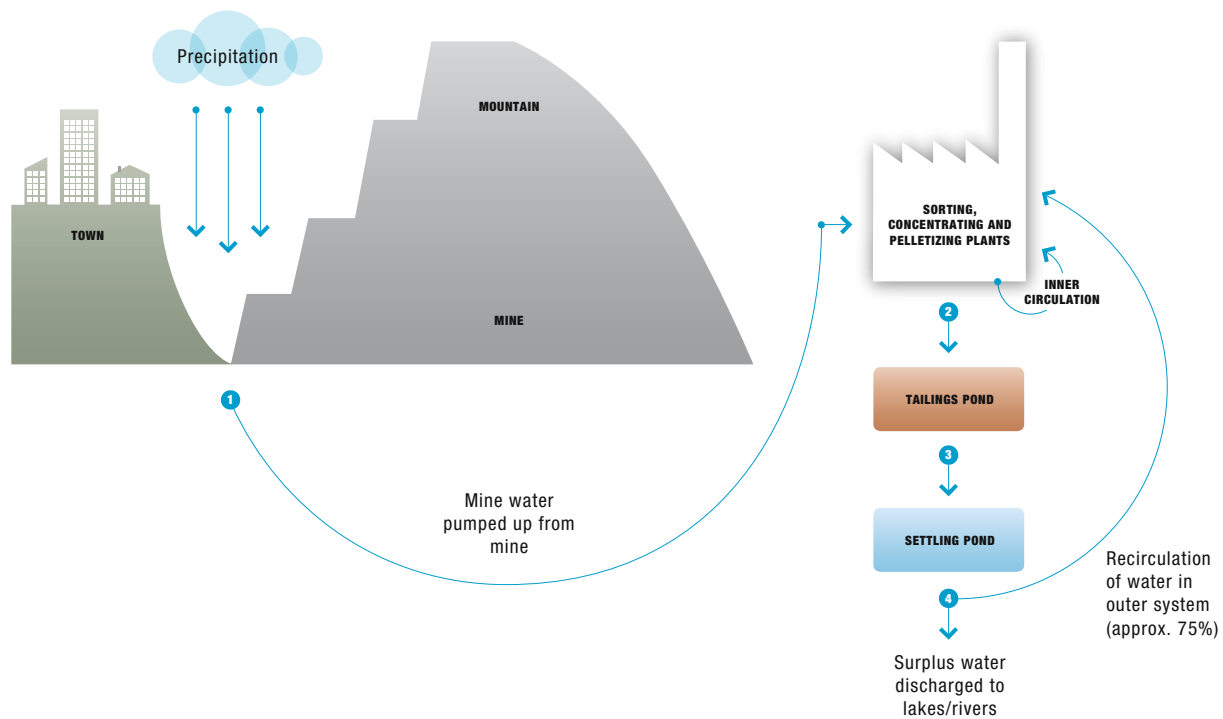 Precipitation
MOUNTAIN
TOWN
MINE
1
Mine water
pumped up from
mine
SORTING,
CONCENTRATING AND
PELLETIZING PLANTS
INNER
CIRCULATION
2
TAILINGS POND
3
SETTLING POND
4
Recirculation
of water in
outer system
(approx. 75%)
Surplus water
discharged to
lakes/rivers